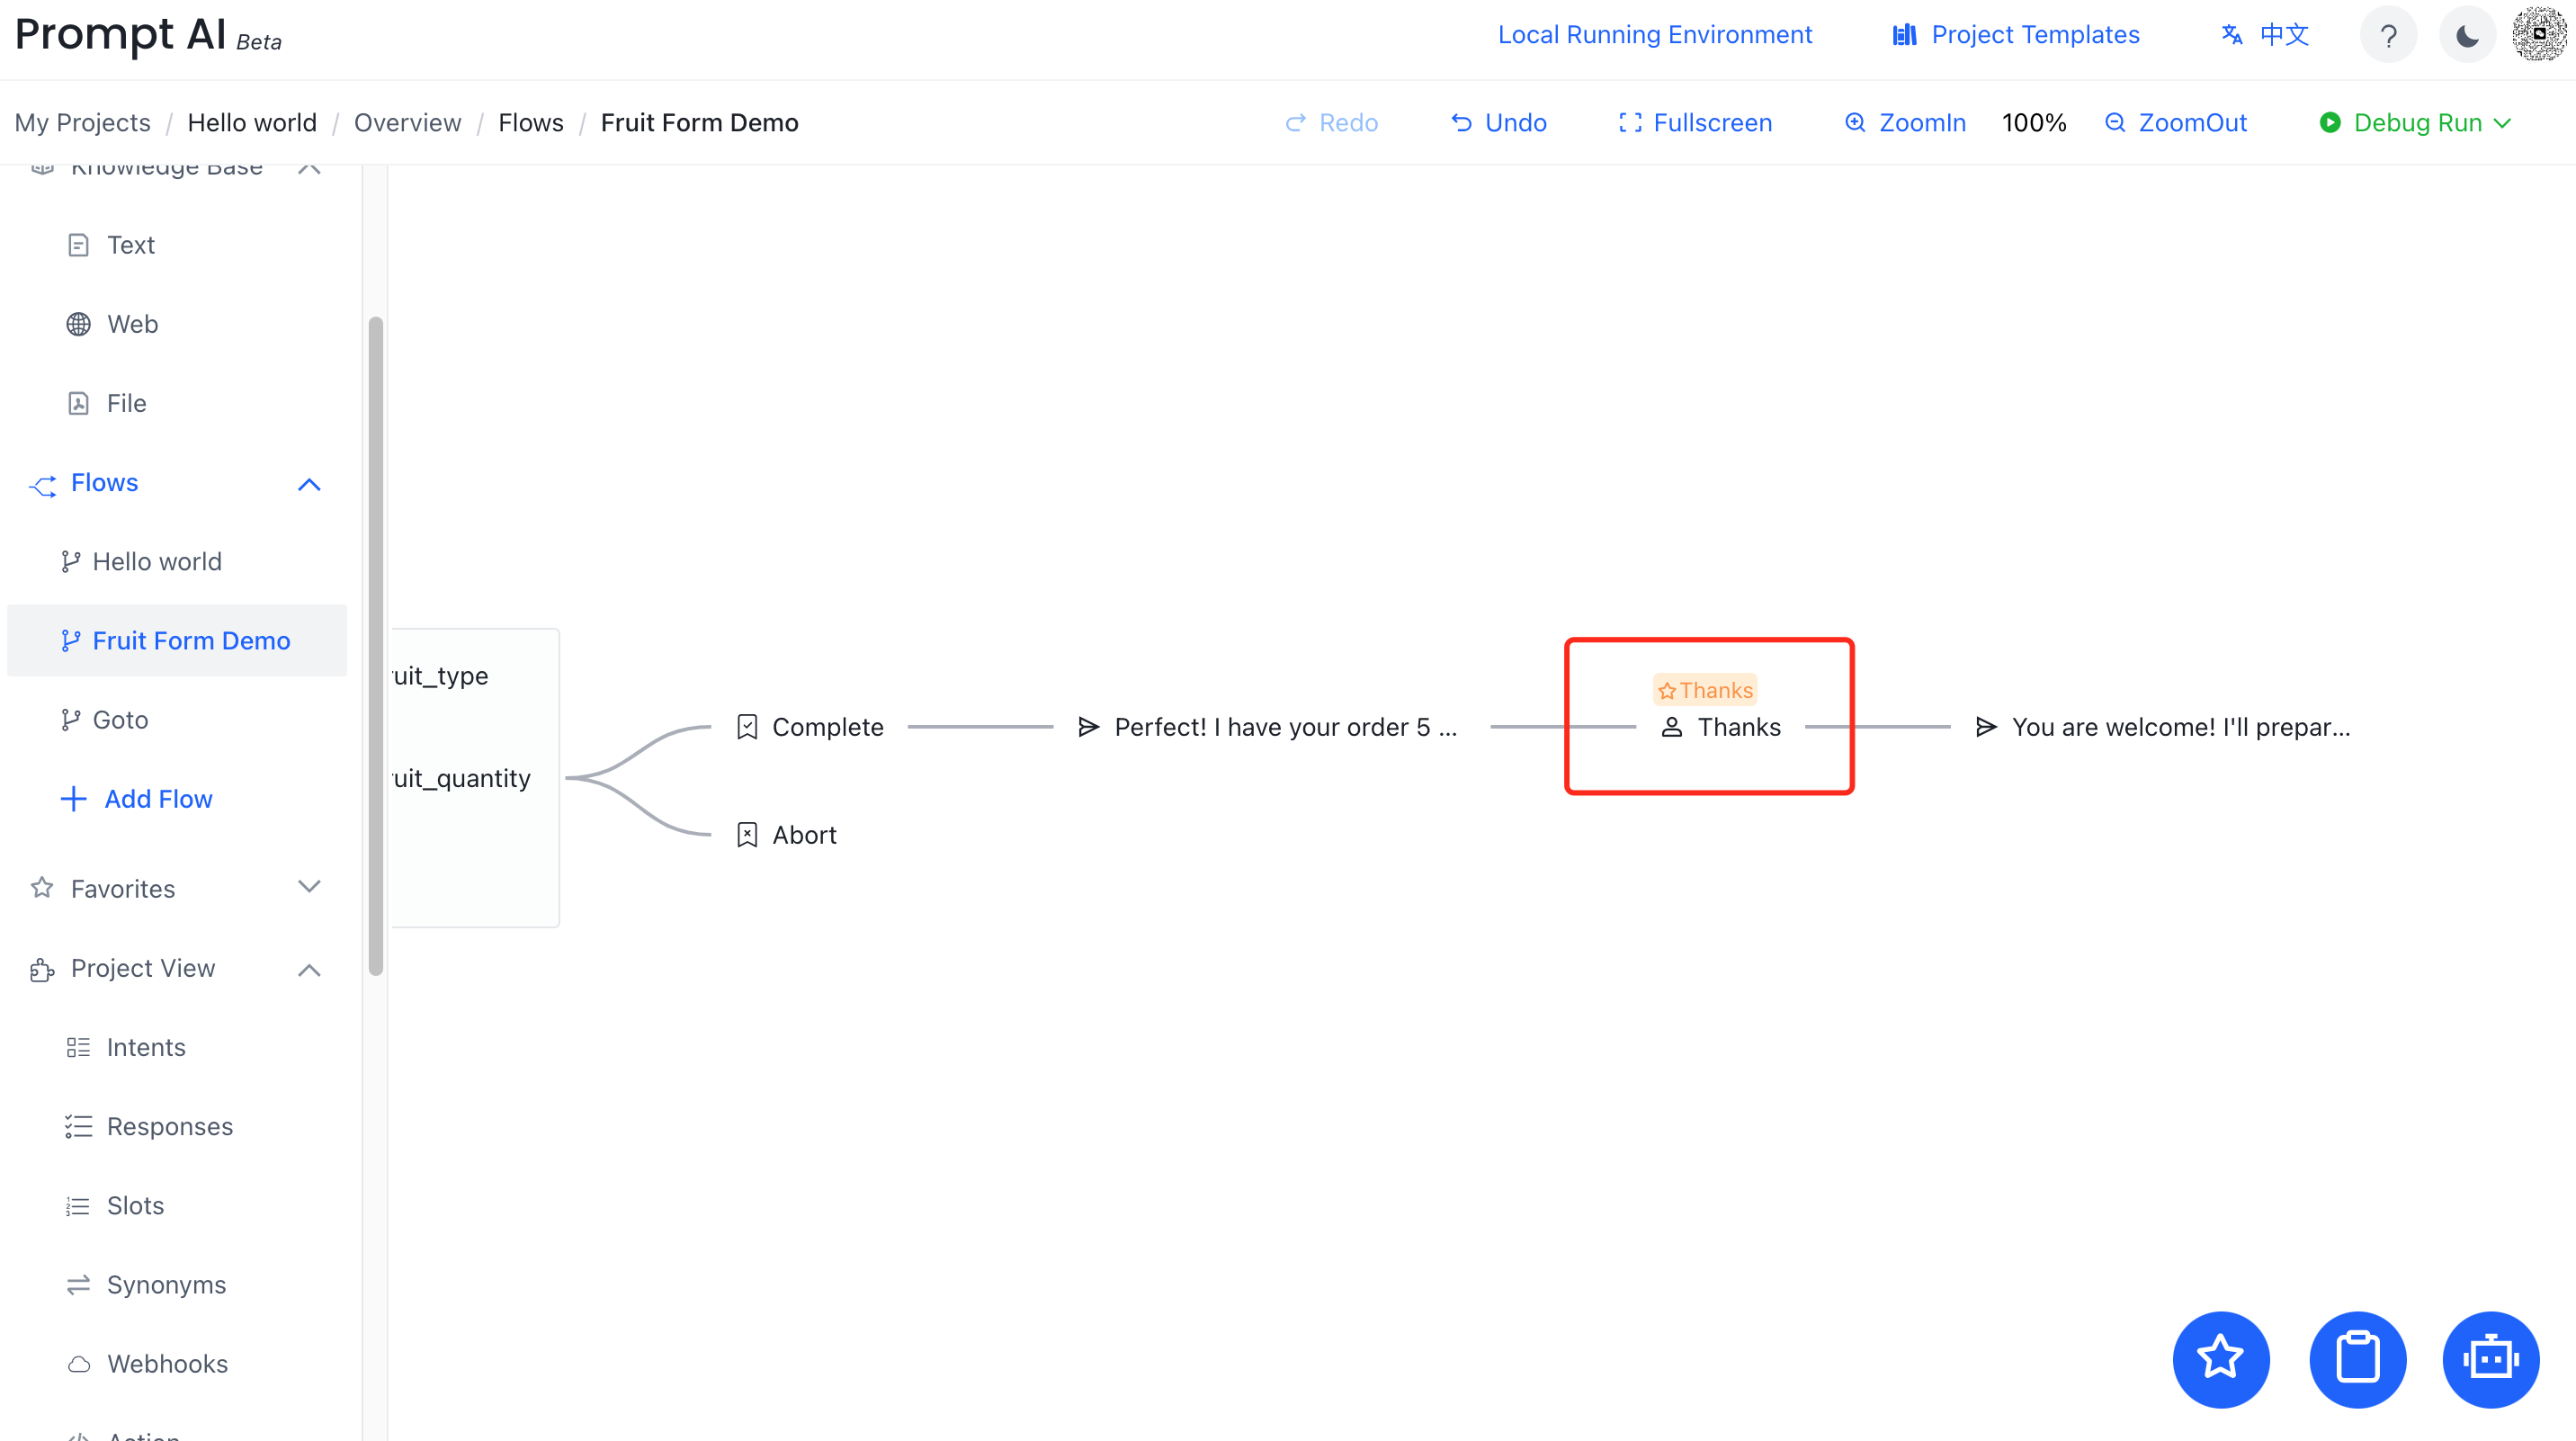 Prompt AI Beta
Local Running Environment
Project Templates
中文
?
My Projects / Hello world / Overview / Flows / Fruit Form Demo
Redo
Undo
Fullscreen
ZoomIn
100%
ZoomOut
Debug Run
Knowledge Base
Text
Web
File
Flows
Hello world
Fruit Form Demo
Goto
Add Flow
Favorites
Project View
Intents
Responses
Slots
Synonyms
Webhooks
Action
ruit_type
ruit_quantity
Complete
Perfect! I have your order 5 ...
Thanks
Thanks
You are welcome! I'll prepar...
Abort